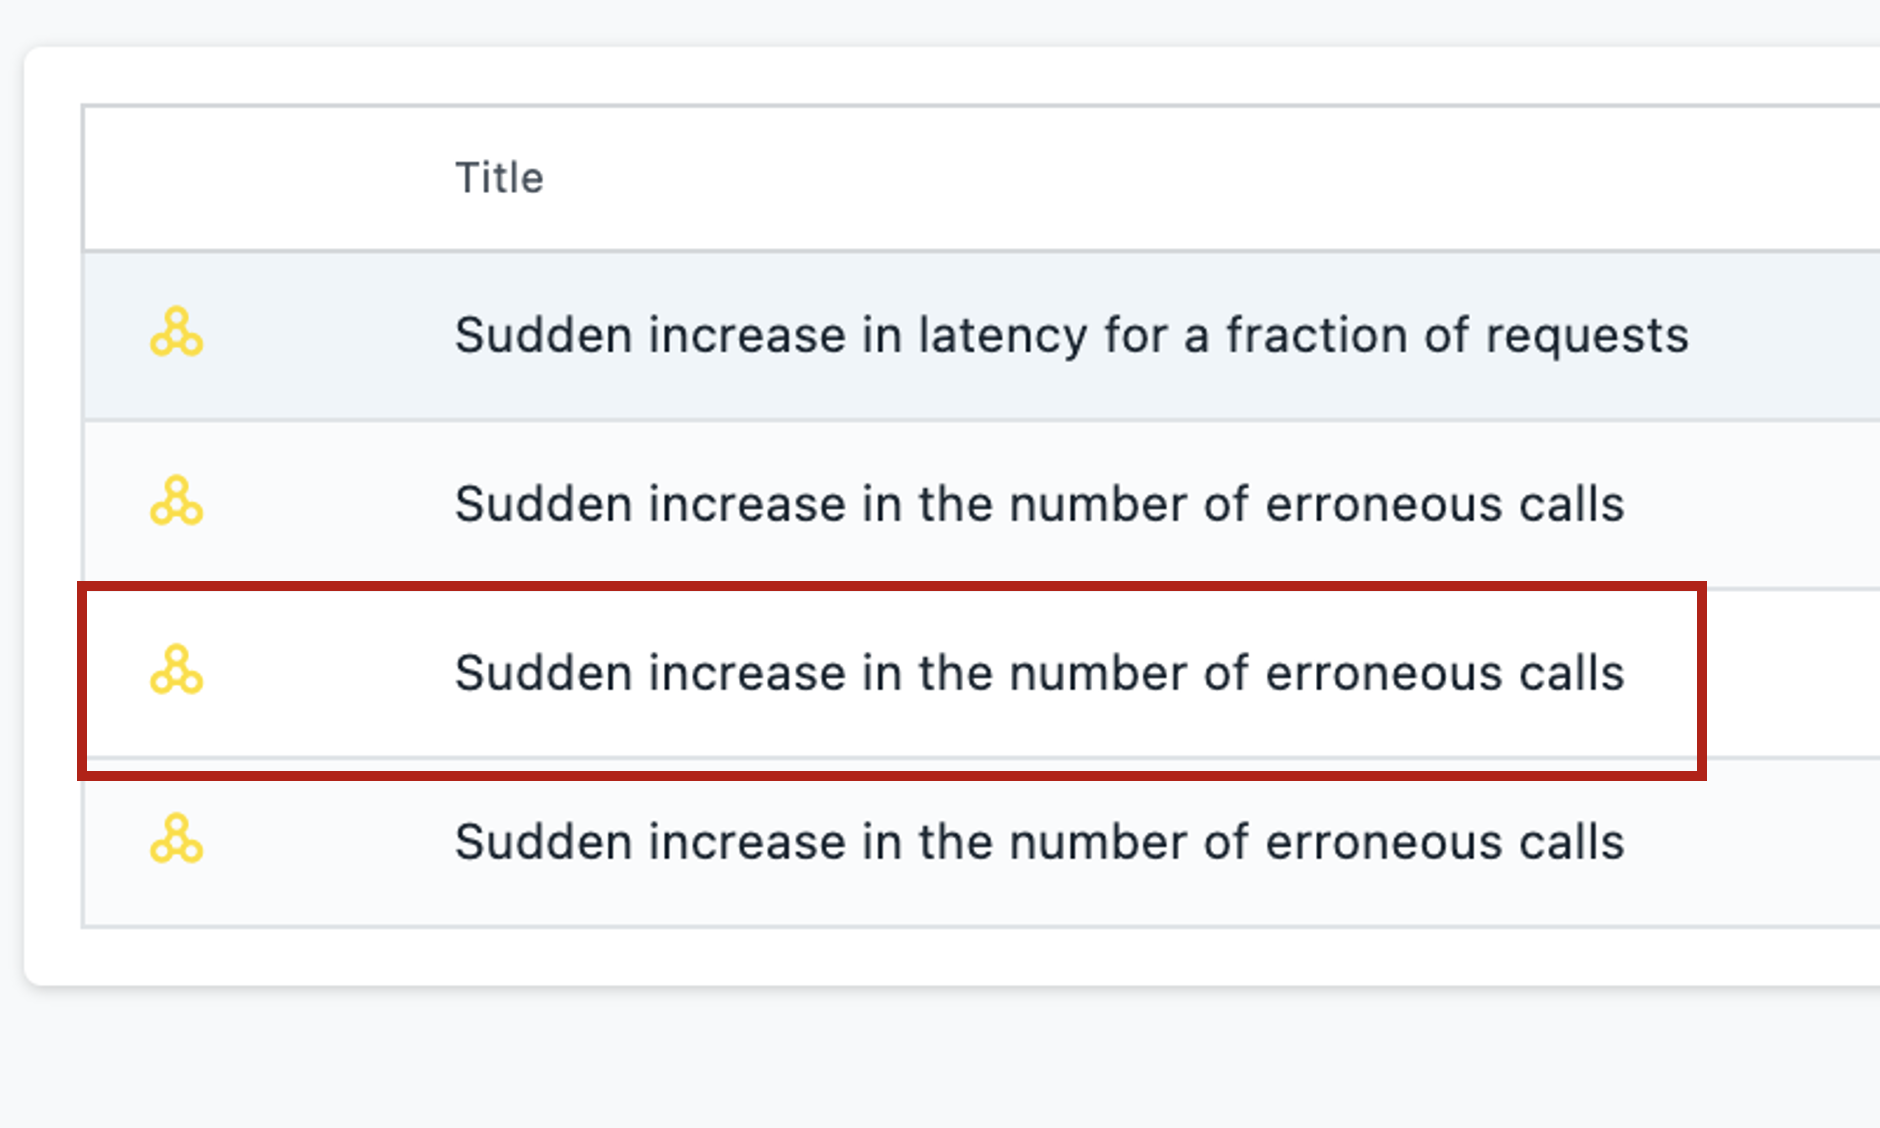 Title
Sudden increase in latency for a fraction of requests
Sudden increase in the number of erroneous calls
Sudden increase in the number of erroneous calls
Sudden increase in the number of erroneous calls